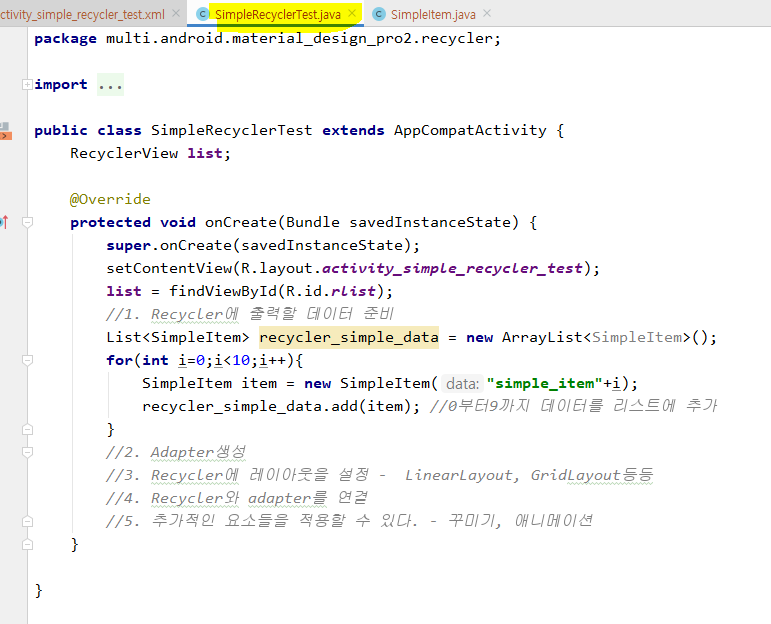 ctivity_simple_recycler_test.xml SimpleRecyclerTest.java SimpleItem.java
package multi.android.material_design_pro2.recycler;
import ...
public class SimpleRecyclerTest extends AppCompatActivity {
RecyclerView list;
@Override
protected void onCreate(Bundle savedInstanceState) {
super.onCreate(savedInstanceState);
setContentView(R.layout.activity_simple_recycler_test);
list = findViewById(R.id.rlist);
//1. Recycler에 출력할 데이터 준비
List<SimpleItem> recycler_simple_data = new ArrayList<SimpleItem>();
for(int i=0;i<10;i++){
SimpleItem item = new SimpleItem( data: "simple_item"+i);
recycler_simple_data.add(item); //0부터9까지 데이터를 리스트에 추가
}
//2. Adapter생성
//3. Recycler에 레이아웃을 설정 - LinearLayout, GridLayout등등
//4. Recycler와 adapter를 연결
//5. 추가적인 요소들을 적용할 수 있다. - 꾸미기, 애니메이션
}
}